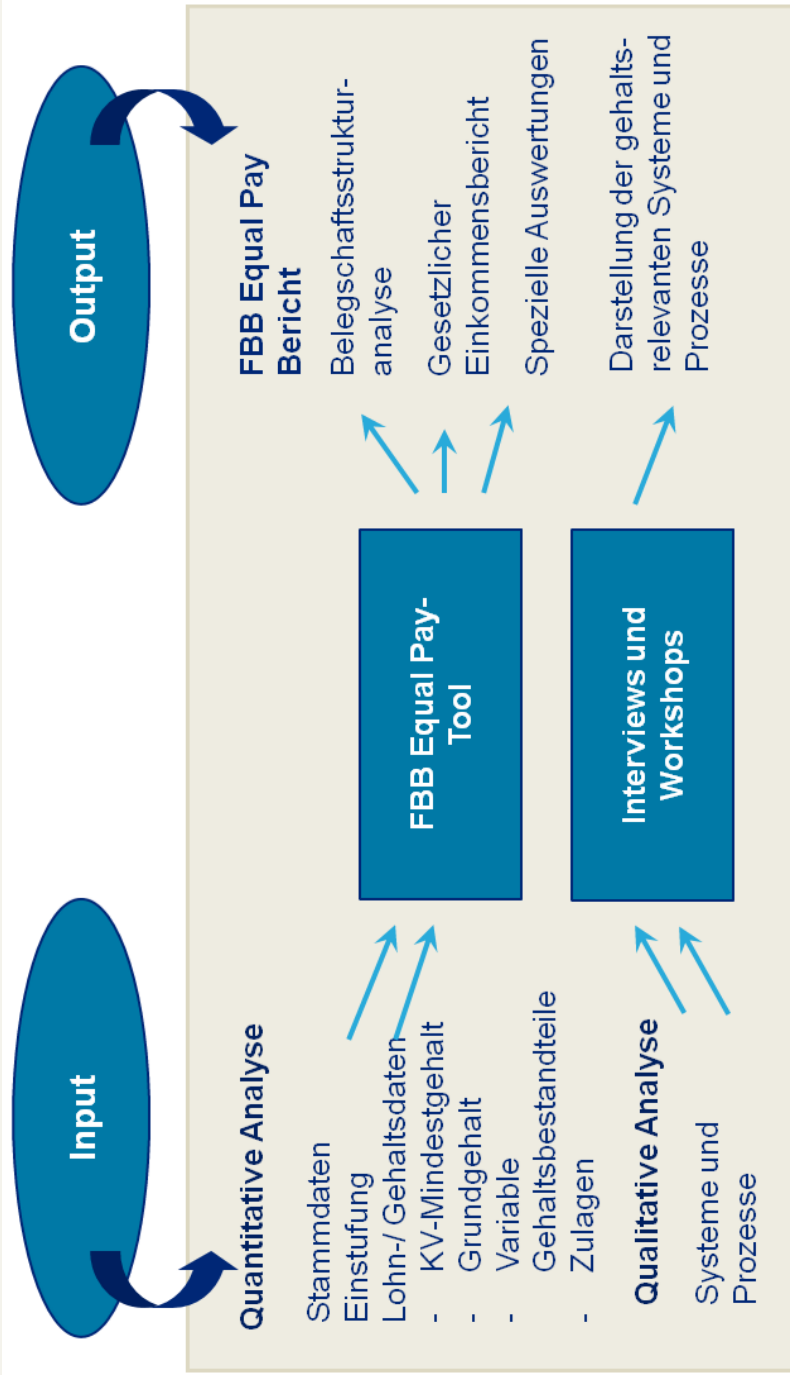 Input
Output
Quantitative Analyse
Stammdaten
Einstufung
Lohn-/ Gehaltsdaten
- KV-Mindestgehalt
- Grundgehalt
- Variable
Gehaltsbestandteile
- Zulagen
Qualitative Analyse
Systeme und
Prozesse
FBB Equal Pay-
Tool
Interviews und
Workshops
FBB Equal Pay
Bericht
Belegschaftsstruktur-
analyse
Gesetzlicher
Einkommensbericht
Spezielle Auswertungen
Darstellung der gehalts-
relevanten Systeme und
Prozesse